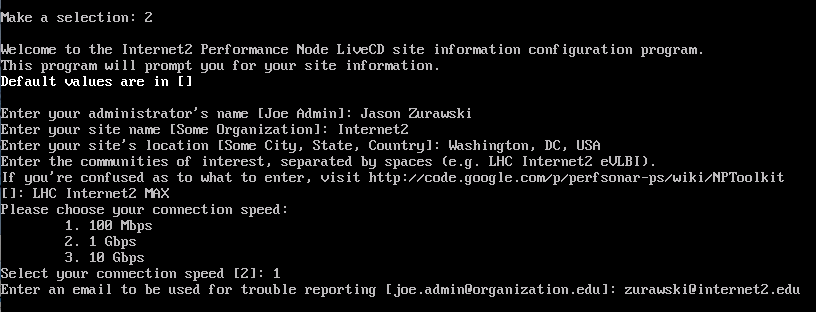 Make a selection: 2
Welcome to the Internet2 Performance Node LiveCD site information configuration program.
This program will prompt you for your site information.
Default values are in []
Enter your administrator's name [Joe Admin]: Jason Zurawski
Enter your site name [Some Organization]: Internet2
Enter your site's location [Some City, State, Country]: Washington, DC, USA
Enter the communities of interest, separated by spaces (e.g. LHC Internet2 eVLBI).
If you're confused as to what to enter, visit http://code.google.com/p/perfsonar-ps/wiki/NPToolkit
[]: LHC Internet2 MAX
Please choose your connection speed:
1. 100 Mbps
2. 1 Gbps
3. 10 Gbps
Select your connection speed [2]: 1
Enter an email to be used for trouble reporting [joe.admin@organization.edu]: zurawski@internet2.edu